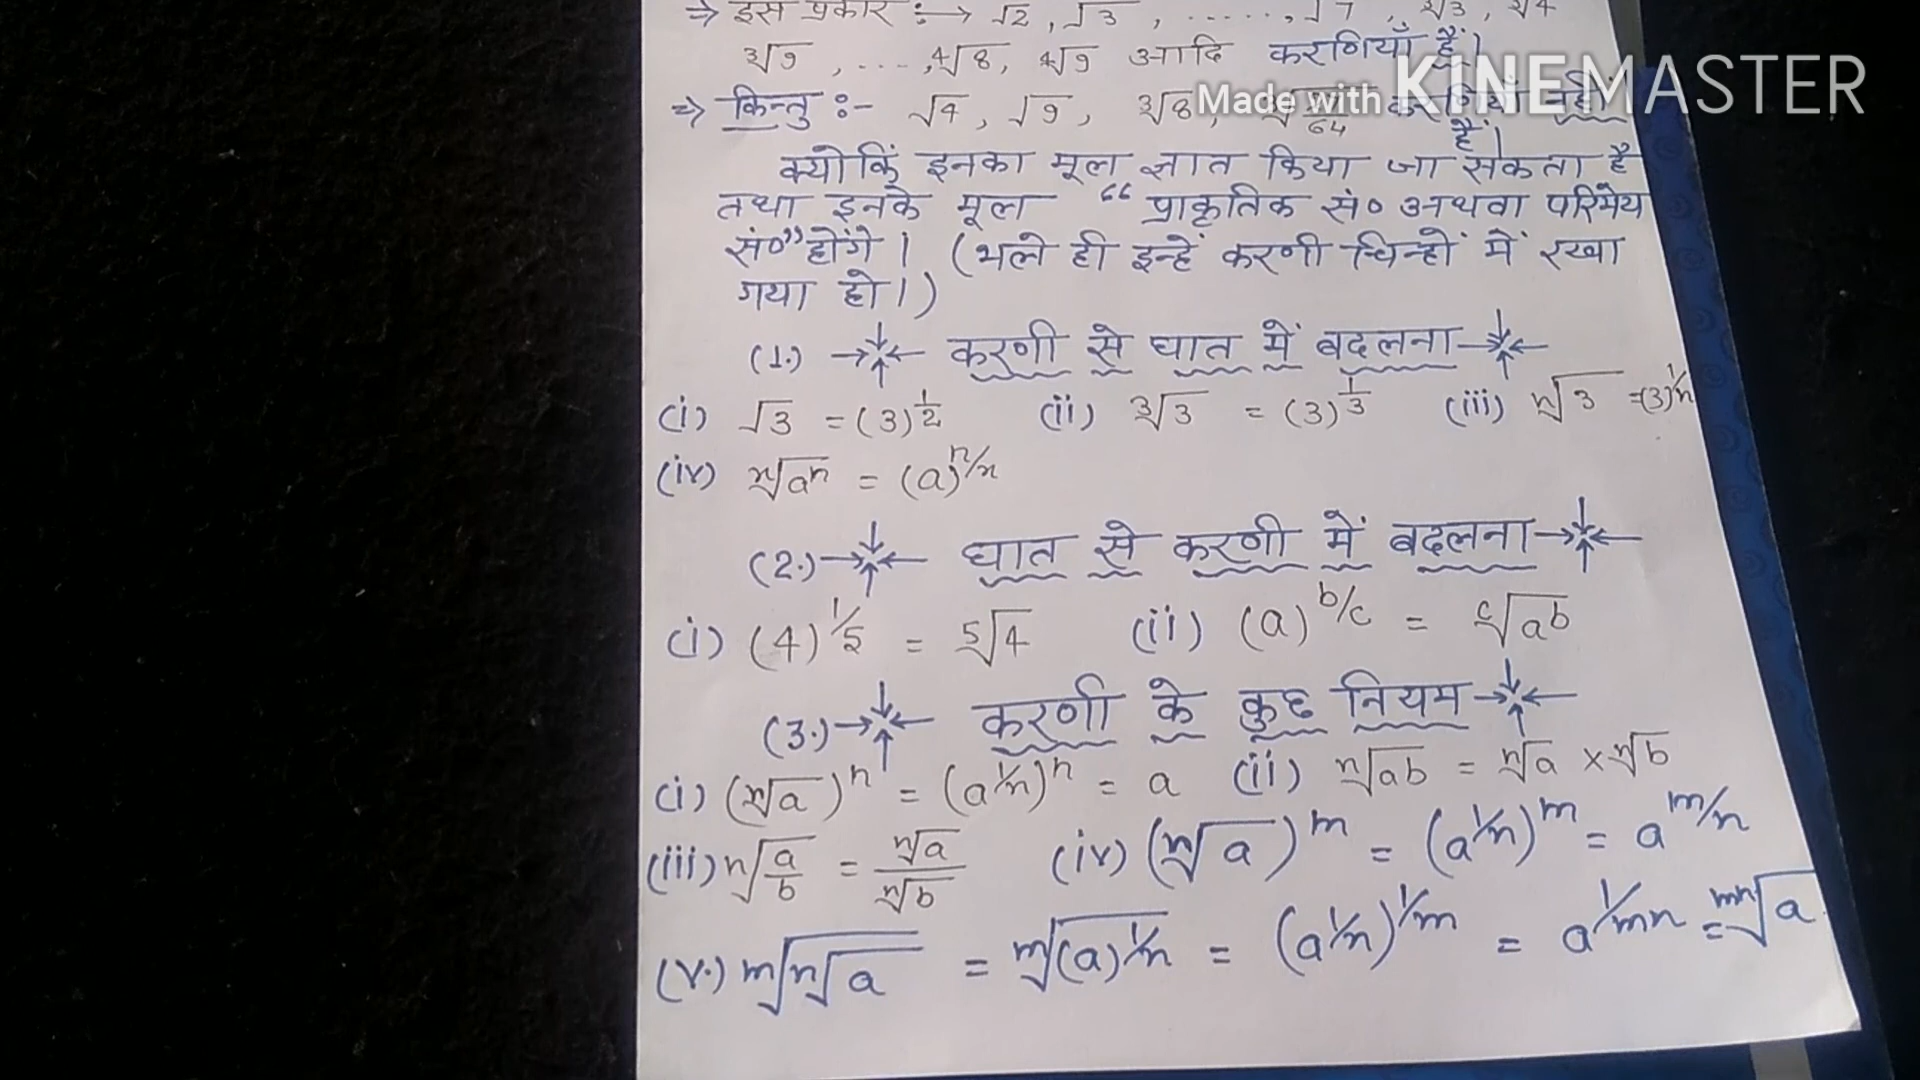 ⇒ इस प्रकार :→ √2, √3, ......, √7, ∛3, ∛4
∛9, ...., ∜8, ∜9 आदि करणियाँ हैं।
Made with KINEMASTER
⇒ किन्तु :- √4, √9, ∛8, नहीं
64 हैं।
क्योकिं इनका मूल ज्ञात किया जा सकता है
तथा इनके मूल “ प्राकृतिक सं० अथवा परिमेय
सं०” होंगे। (भले ही इन्हें करणी चिन्हों में रखा
गया हो।)
(1.) →← करणी से घात में बदलना →←
(i) √3 = (3)^1/2 (ii) ∛3 = (3)^1/3 (iii) ⁿ√3 = (3)^1/n
(iv) ⁿ√aⁿ = (a)^n/n
(2.) →← घात से करणी में बदलना →←
(i) (4)^1/5 = ⁵√4 (ii) (a)^b/c = ᶜ√aᵇ
(3.) →← करणी के कुछ नियम →←
(i) (ⁿ√a)ⁿ = (a^1/n)ⁿ = a (ii) ⁿ√ab = ⁿ√a × ⁿ√b
(iii) ⁿ√(a/b) = ⁿ√a / ⁿ√b (iv) (ⁿ√a)^m = (a^1/n)^m = a^m/n
(v.) ᵐ√ⁿ√a = ᵐ√(a)^1/n = (a^1/n)^1/m = a^1/mn = ᵐⁿ√a